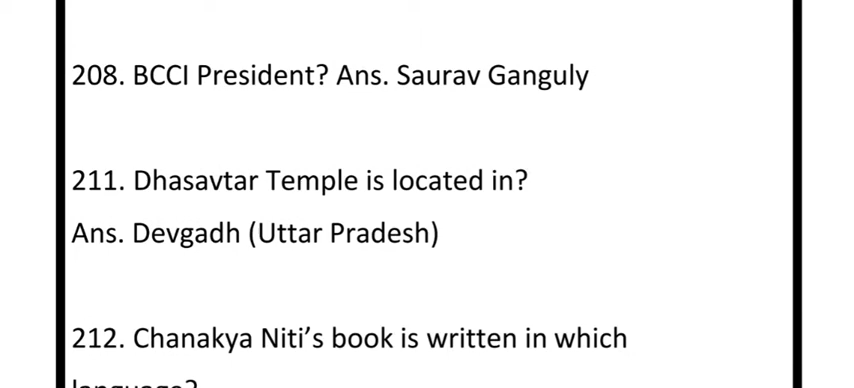 208. BCCI President? Ans. Saurav Ganguly
211. Dhasavtar Temple is located in?
Ans. Devgadh (Uttar Pradesh)
212. Chanakya Niti’s book is written in which
language?